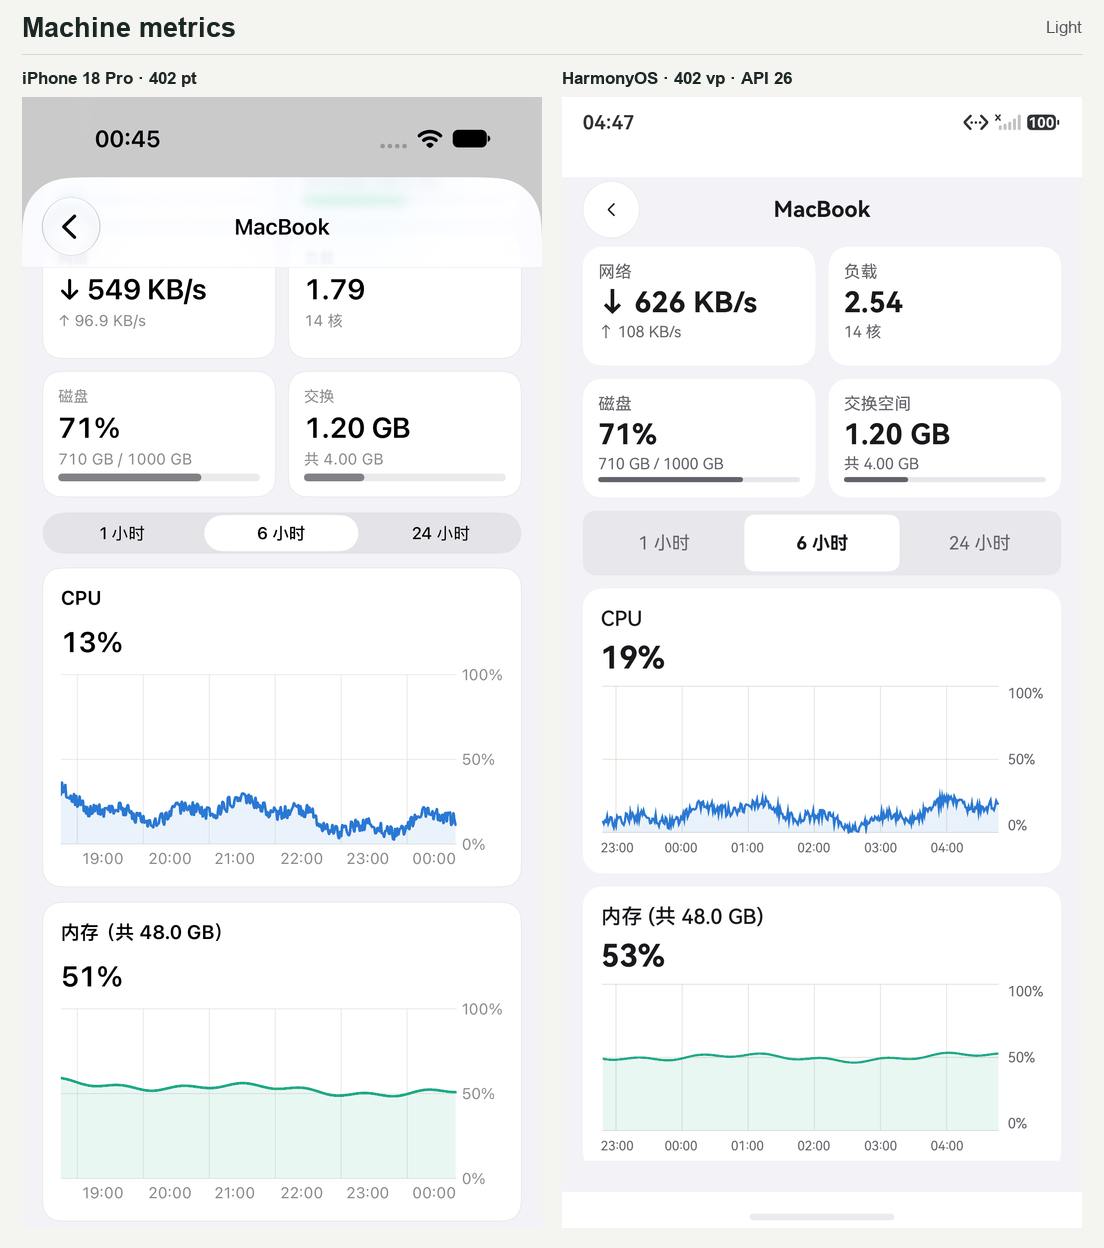 Machine metrics
Light
iPhone 18 Pro · 402 pt
00:45
MacBook
↓ 549 KB/s
↑ 96.9 KB/s
1.79
14 核
磁盘
71%
710 GB / 1000 GB
交换
1.20 GB
共 4.00 GB
1 小时
6 小时
24 小时
CPU
13%
100%
50%
0%
19:00
20:00
21:00
22:00
23:00
00:00
内存（共 48.0 GB）
51%
100%
50%
0%
19:00
20:00
21:00
22:00
23:00
00:00
HarmonyOS · 402 vp · API 26
04:47
100
MacBook
网络
↓ 626 KB/s
↑ 108 KB/s
负载
2.54
14 核
磁盘
71%
710 GB / 1000 GB
交换空间
1.20 GB
共 4.00 GB
1 小时
6 小时
24 小时
CPU
19%
100%
50%
0%
23:00
00:00
01:00
02:00
03:00
04:00
内存 (共 48.0 GB)
53%
100%
50%
0%
23:00
00:00
01:00
02:00
03:00
04:00